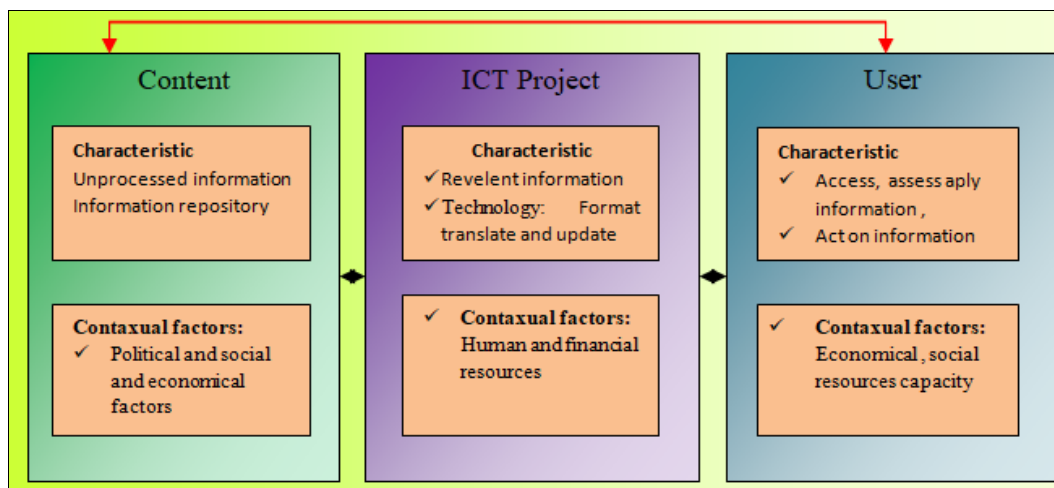 Content
Characteristic
Unprocessed information
Information repository
Contaxual factors:
✓ Political and social
and economical
factors
ICT Project
Characteristic
✓ Revelent information
✓ Technology: Format
translate and update
✓ Contaxual factors:
Human and financial
resources
User
Characteristic
✓ Access, assess aply
information ,
✓ Act on information
✓ Contaxual factors:
Economical , social
resources capacity